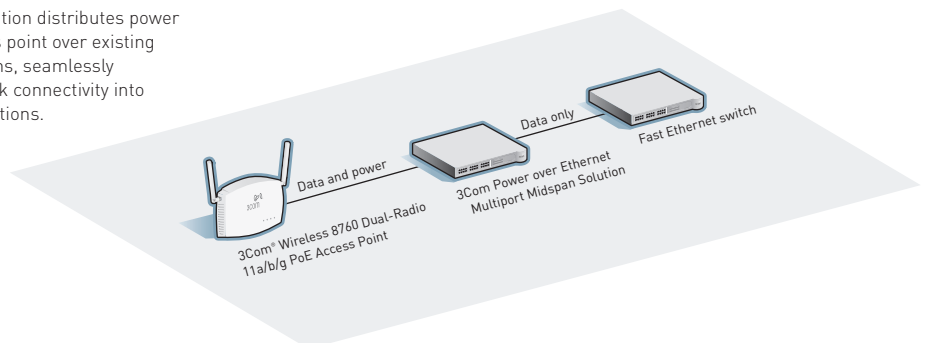 tion distributes power
point over existing
ns, seamlessly
k connectivity into
tions.
Data and power
Data only
3com
3Com® Wireless 8760 Dual-Radio
11a/b/g PoE Access Point
3Com Power over Ethernet
Multiport Midspan Solution
Fast Ethernet switch